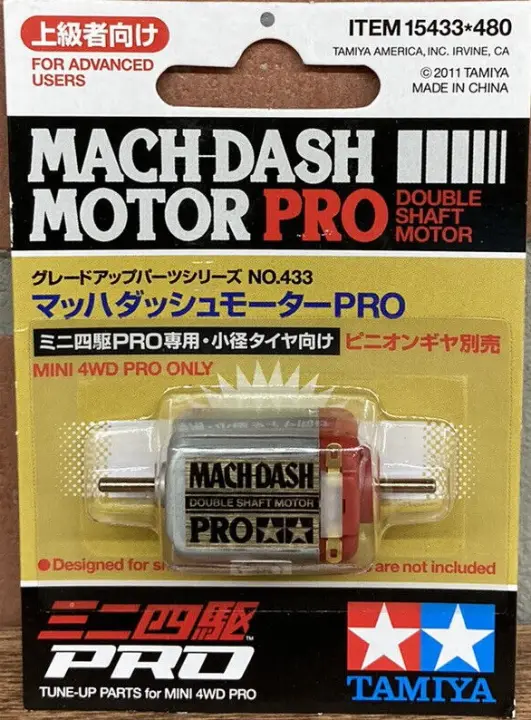 上級者向け
FOR ADVANCED
USERS
ITEM 15433*480
TAMIYA AMERICA, INC. IRVINE, CA
©2011 TAMIYA
MADE IN CHINA
MACH-DASH
MOTOR PRO
DOUBLE
SHAFT
MOTOR
グレードアップパーツシリーズ NO.433
マッハダッシュモーターPRO
ミニ四駆PRO専用・小径タイヤ向け ピニオンギヤ別売
MINI 4WD PRO ONLY
MACH-DASH
DOUBLE SHAFT MOTOR
PRO
●Designed for are not included
ミニ四駆™
PRO
TUNE-UP PARTS for MINI 4WD PRO
TAMIYA